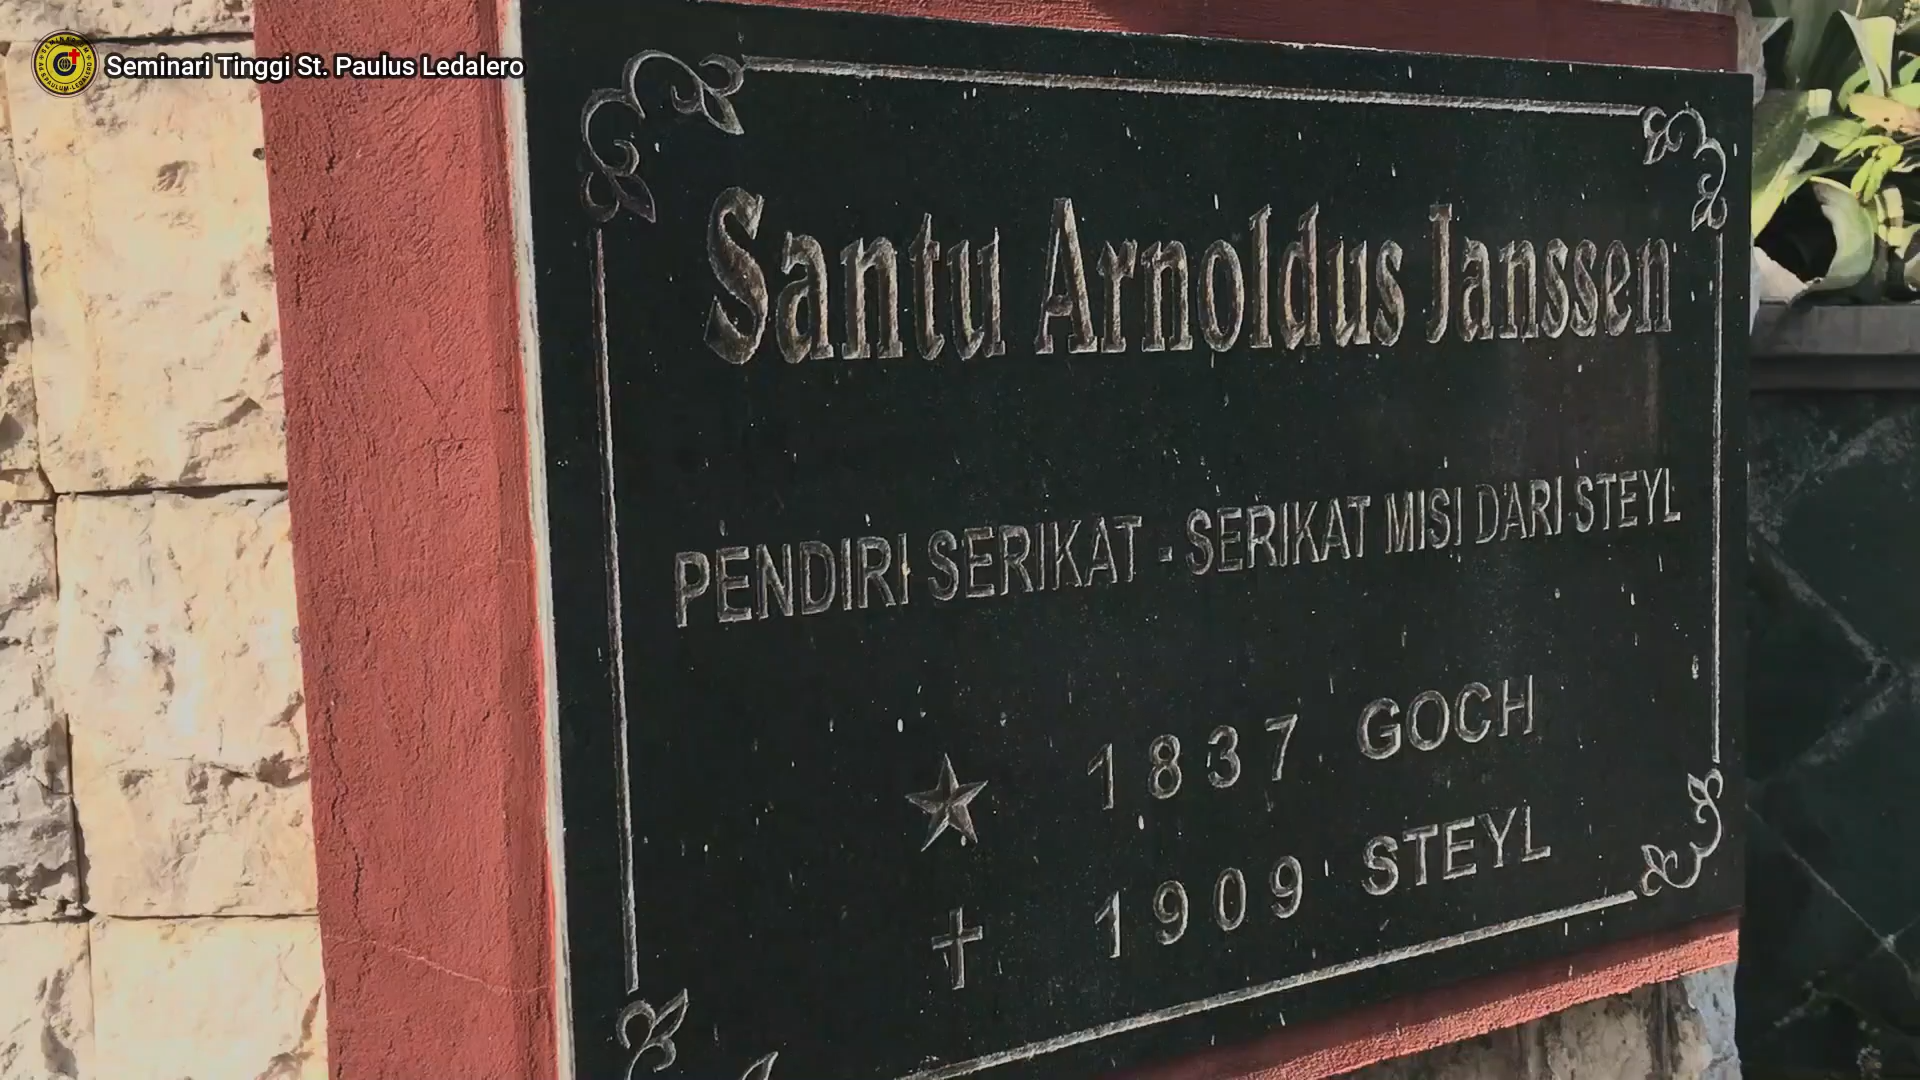 Seminari Tinggi St. Paulus Ledalero
Santu Arnoldus Janssen
PENDIRI SERIKAT - SERIKAT MISI DARI STEYL
1837 GOCH
1909 STEYL